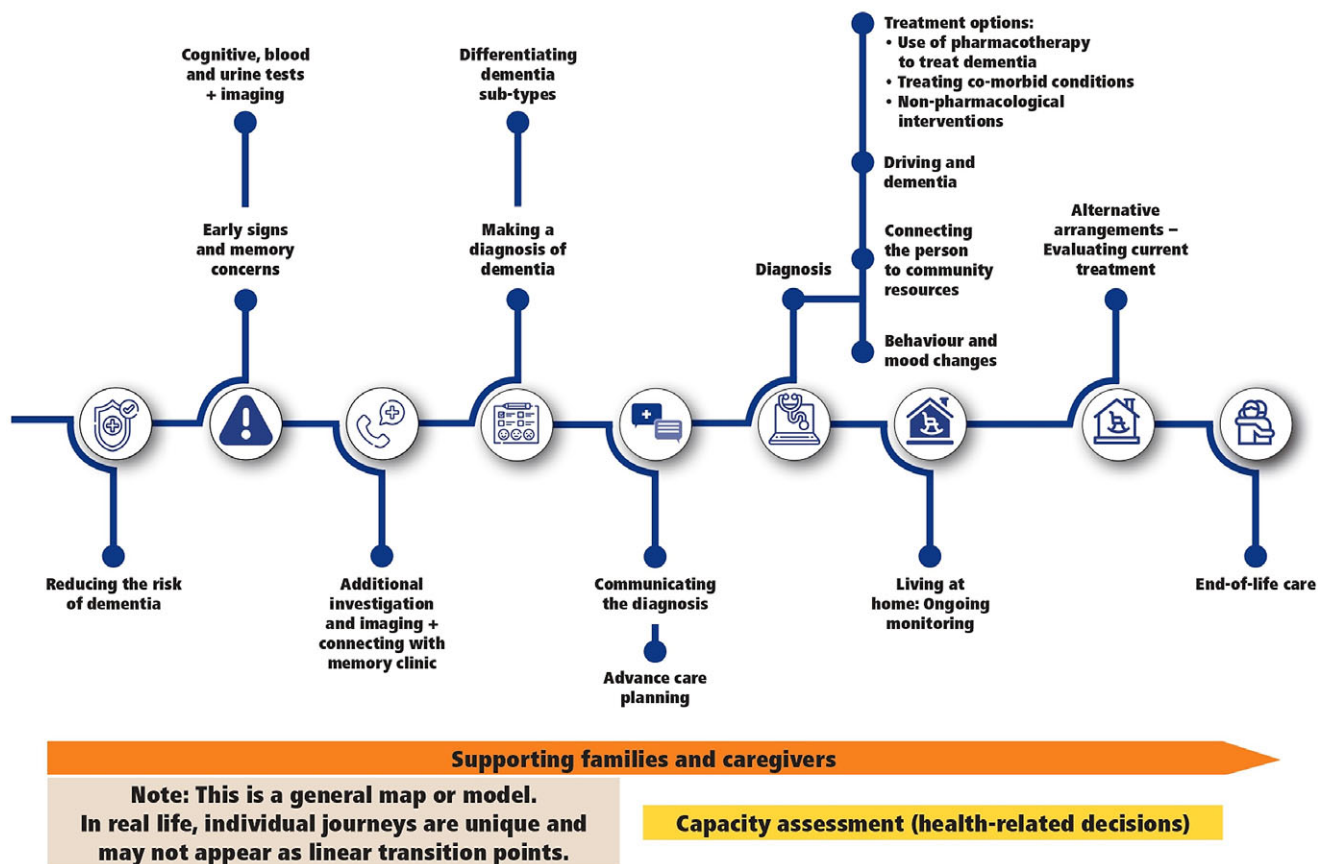 Cognitive, blood
and urine tests
+ imaging
Early signs
and memory
concerns
Differentiating
dementia
sub-types
Making a
diagnosis of
dementia
Diagnosis
Treatment options:
• Use of pharmacotherapy
to treat dementia
• Treating co-morbid conditions
• Non-pharmacological
interventions
Driving and
dementia
Connecting
the person
to community
resources
Behaviour and
mood changes
Alternative
arrangements –
Evaluating current
treatment
Reducing the risk
of dementia
Additional
investigation
and imaging +
connecting with
memory clinic
Communicating
the diagnosis
Advance care
planning
Living at
home: Ongoing
monitoring
End-of-life care
Supporting families and caregivers
Note: This is a general map or model.
In real life, individual journeys are unique and
may not appear as linear transition points.
Capacity assessment (health-related decisions)